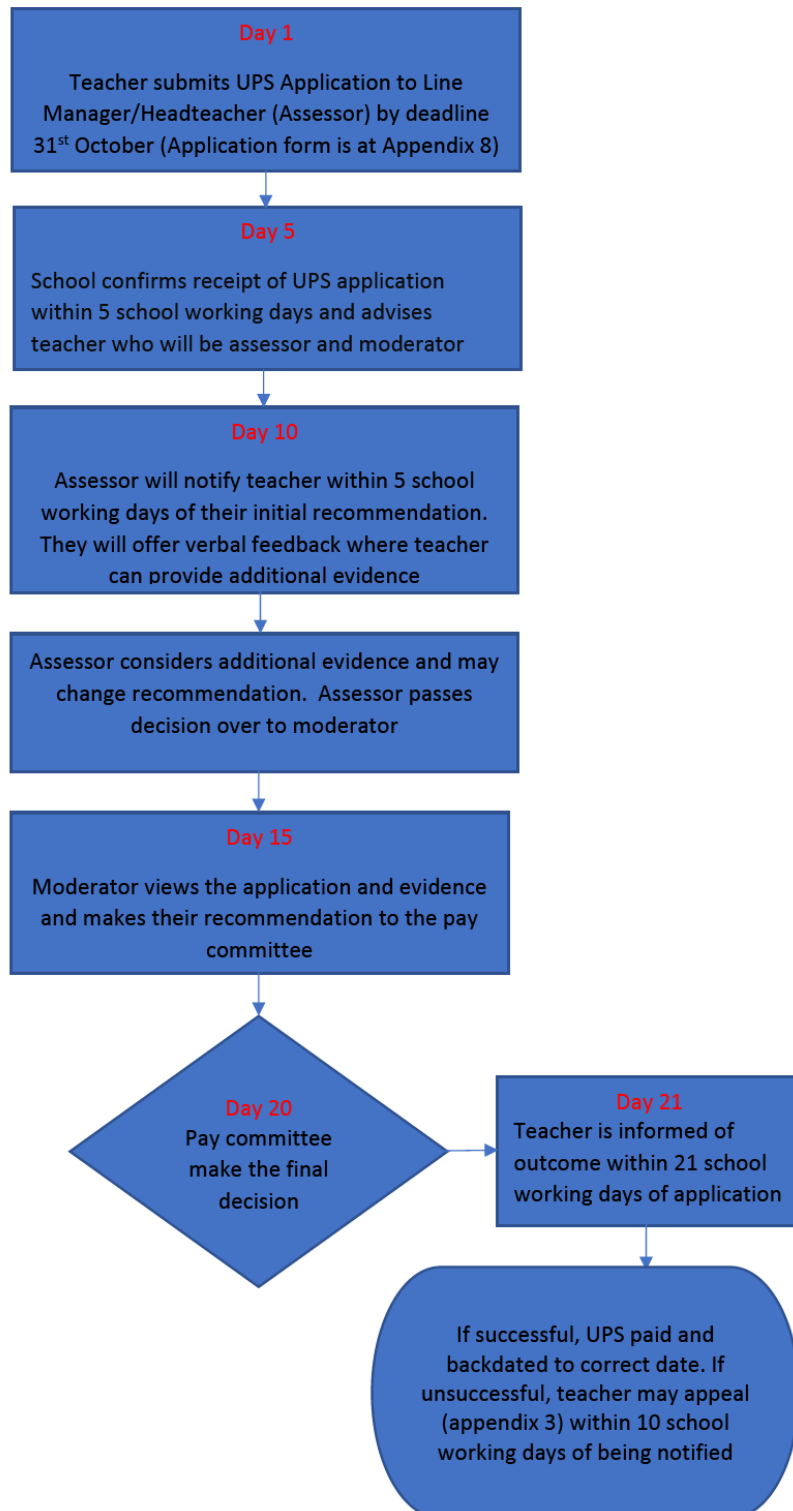 Day 1
Teacher submits UPS Application to Line
Manager/Headteacher (Assessor) by deadline
31st October (Application form is at Appendix 8)
Day 5
School confirms receipt of UPS application
within 5 school working days and advises
teacher who will be assessor and moderator
Day 10
Assessor will notify teacher within 5 school
working days of their initial recommendation.
They will offer verbal feedback where teacher
can provide additional evidence
Assessor considers additional evidence and may
change recommendation.  Assessor passes
decision over to moderator
Day 15
Moderator views the application and evidence
and makes their recommendation to the pay
committee
Day 20
Pay committee
make the final
decision
Day 21
Teacher is informed of
outcome within 21 school
working days of application
If successful, UPS paid and
backdated to correct date. If
unsuccessful, teacher may appeal
(appendix 3) within 10 school
working days of being notified